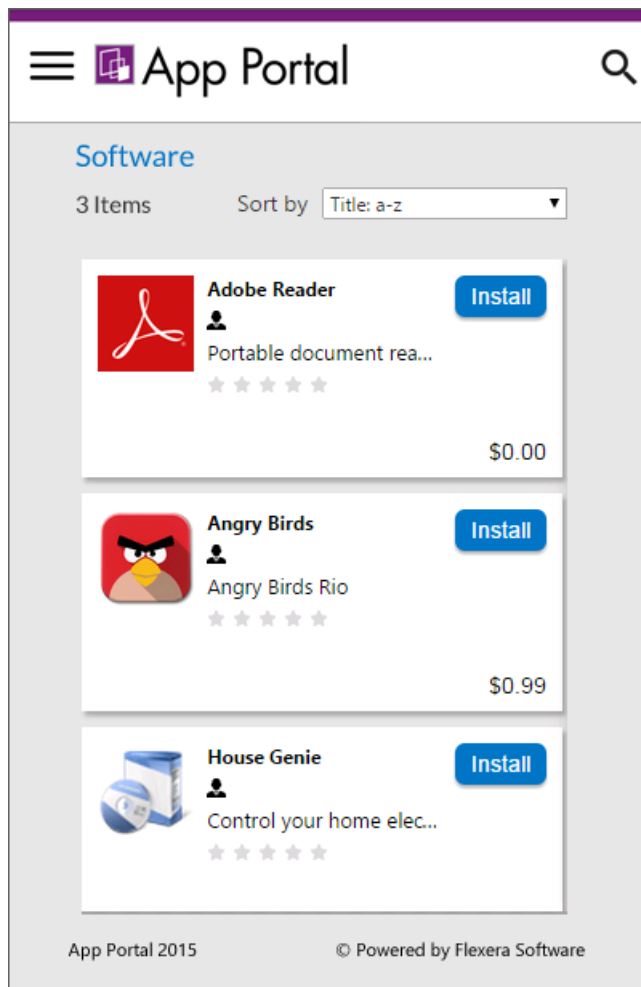 App Portal
Software
3 Items Sort by Title: a-z
Adobe Reader Install
Portable document rea...
$0.00
Angry Birds Install
Angry Birds Rio
$0.99
House Genie Install
Control your home elec...
App Portal 2015 © Powered by Flexera Software